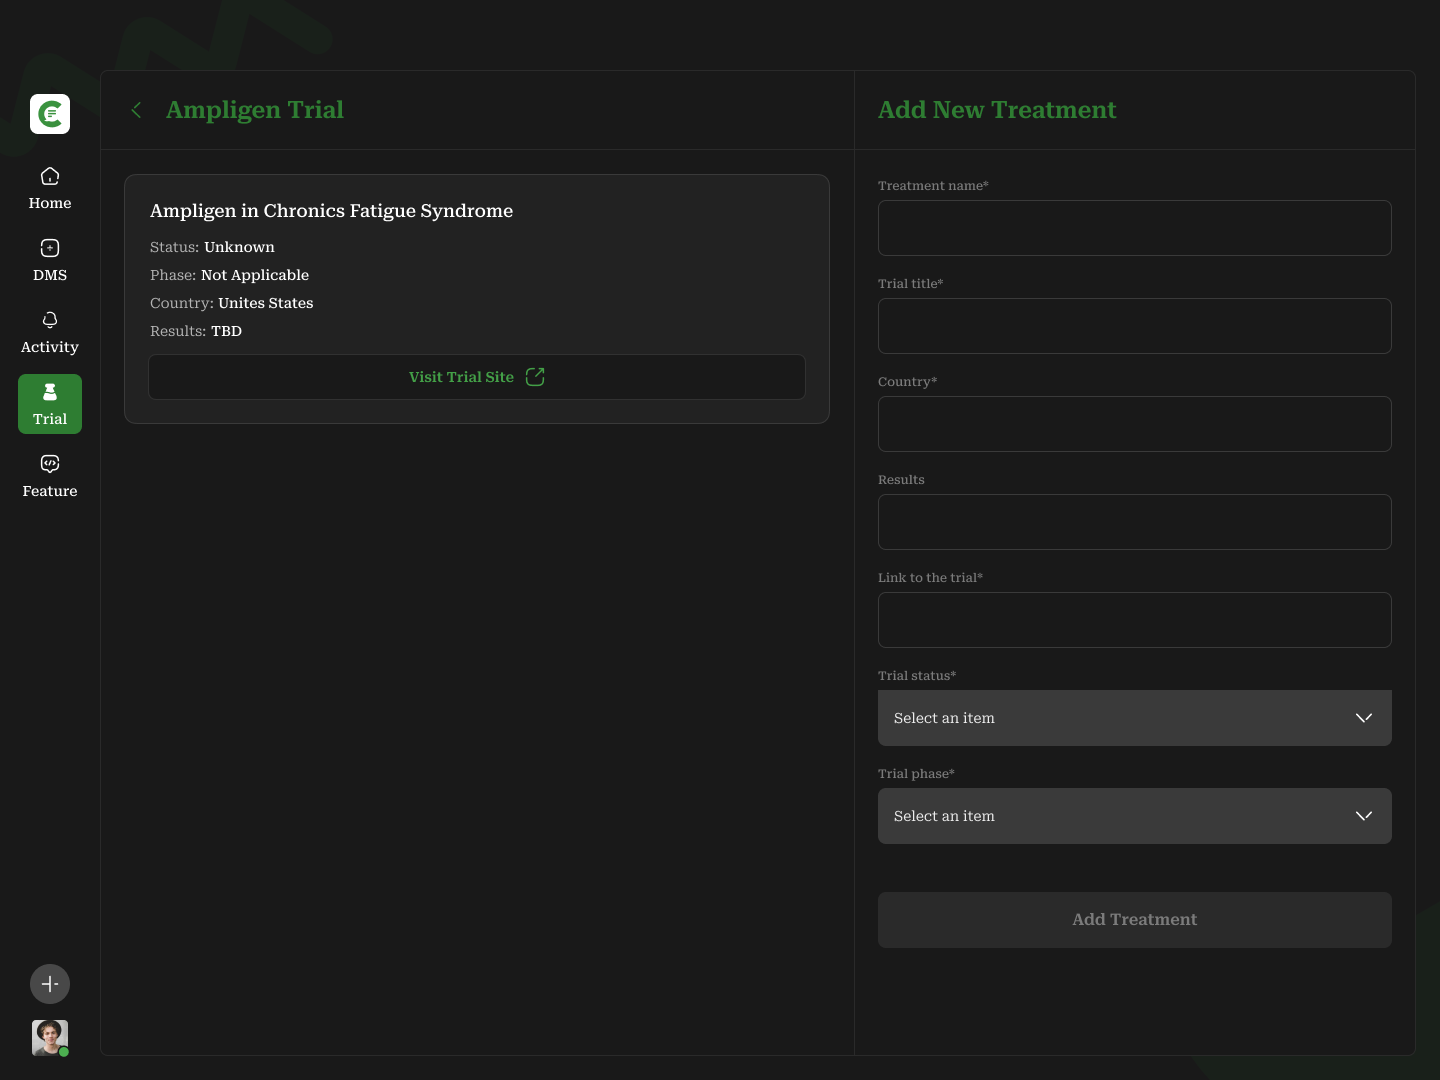 Home
DMS
Activity
Trial
Feature
Ampligen Trial
Ampligen in Chronics Fatigue Syndrome
Status: Unknown
Phase: Not Applicable
Country: Unites States
Results: TBD
Visit Trial Site
Add New Treatment
Treatment name*
Trial title*
Country*
Results
Link to the trial*
Trial status*
Select an item
Trial phase*
Select an item
Add Treatment